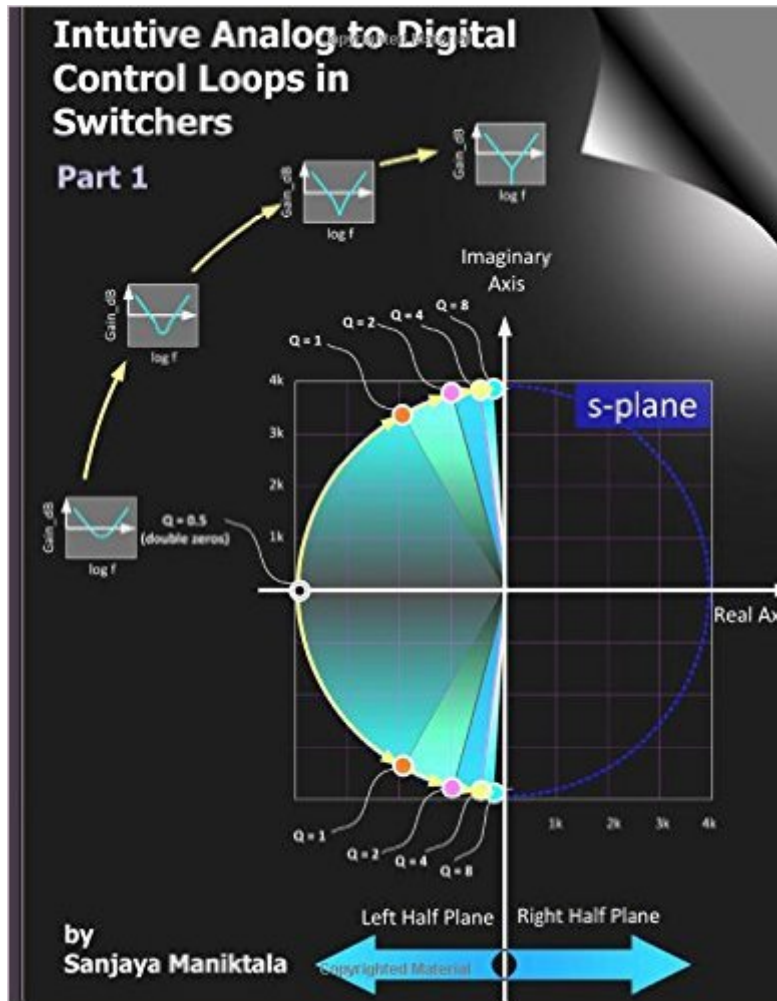 Intutive Analog to Digital
Copyrighted Material
Control Loops in
Switchers
Part 1
Gain_dB
log f
Gain_dB
log f
Gain_dB
log f
Gain_dB
log f
Imaginary
Axis
Q = 8
Q = 4
Q = 2
Q = 1
4k
s-plane
3k
2k
1k
Q = 0.5
(double zeros)
Real Ax
Q = 1
Q = 2
Q = 4
Q = 8
1k 2k 3k 4k
Left Half Plane Right Half Plane
by
Sanjaya Maniktala
Copyrighted Material